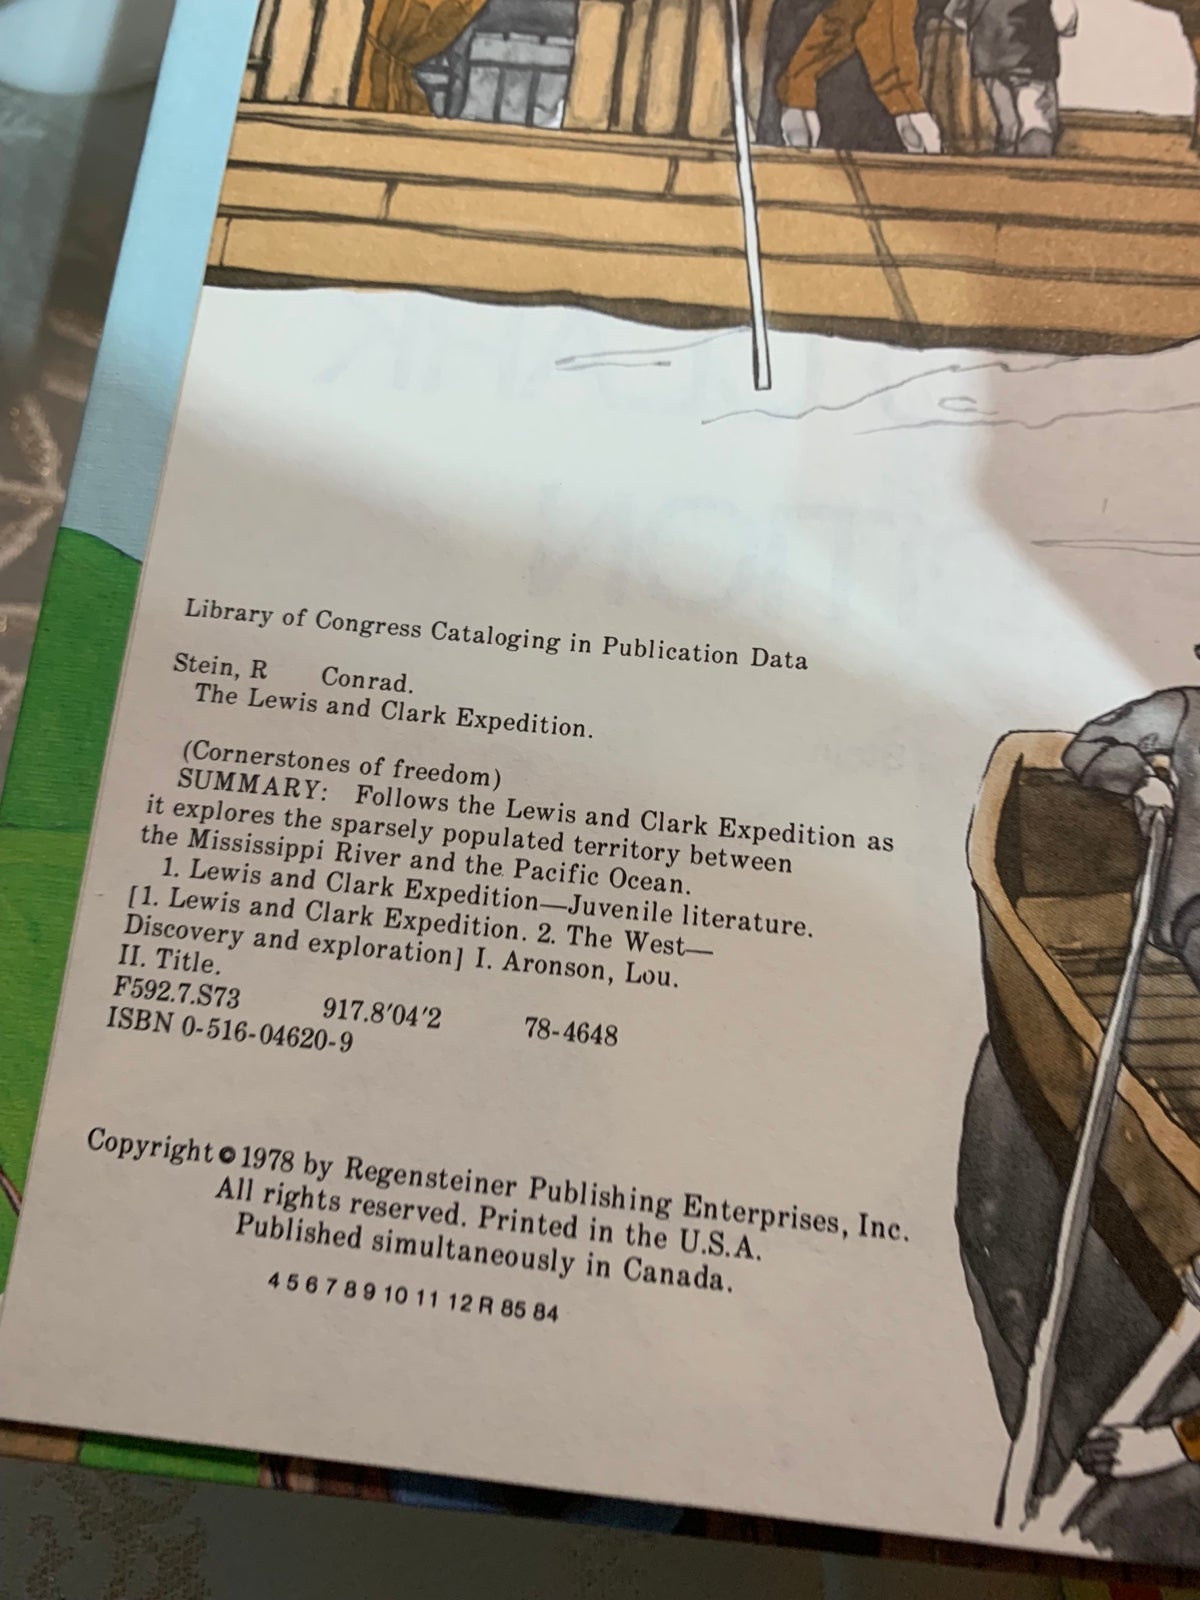 Library of Congress Cataloging in Publication Data
Stein, R Conrad.
The Lewis and Clark Expedition.
(Cornerstones of freedom)
SUMMARY: Follows the Lewis and Clark Expedition as
it explores the sparsely populated territory between
the Mississippi River and the Pacific Ocean.
1. Lewis and Clark Expedition—Juvenile literature.
[1. Lewis and Clark Expedition. 2. The West—
Discovery and exploration] I. Aronson, Lou.
II. Title.
F592.7.S73 917.8′04′2 78-4648
ISBN 0-516-04620-9
Copyright © 1978 by Regensteiner Publishing Enterprises, Inc.
All rights reserved. Printed in the U.S.A.
Published simultaneously in Canada.
4 5 6 7 8 9 10 11 12 R 85 84